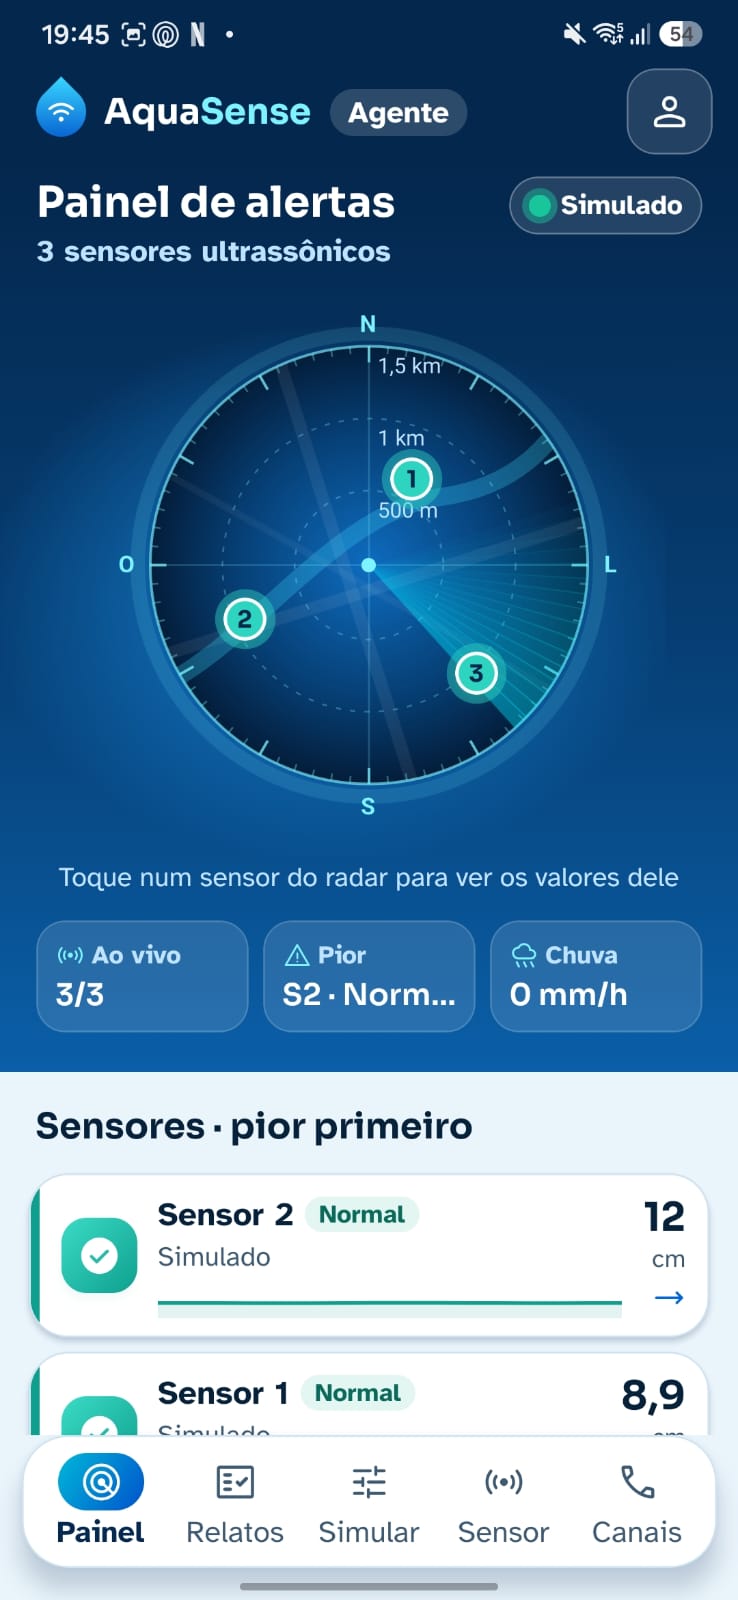 19:45
54
AquaSense Agente
Painel de alertas
Simulado
3 sensores ultrassônicos
N
1,5 km
1 km
1
500 m
O
L
2
3
S
Toque num sensor do radar para ver os valores dele
Ao vivo
3/3
Pior
S2 · Norm...
Chuva
0 mm/h
Sensores · pior primeiro
Sensor 2 Normal
12
Simulado
cm
Sensor 1 Normal
8,9
Simulado
cm
Painel
Relatos
Simular
Sensor
Canais